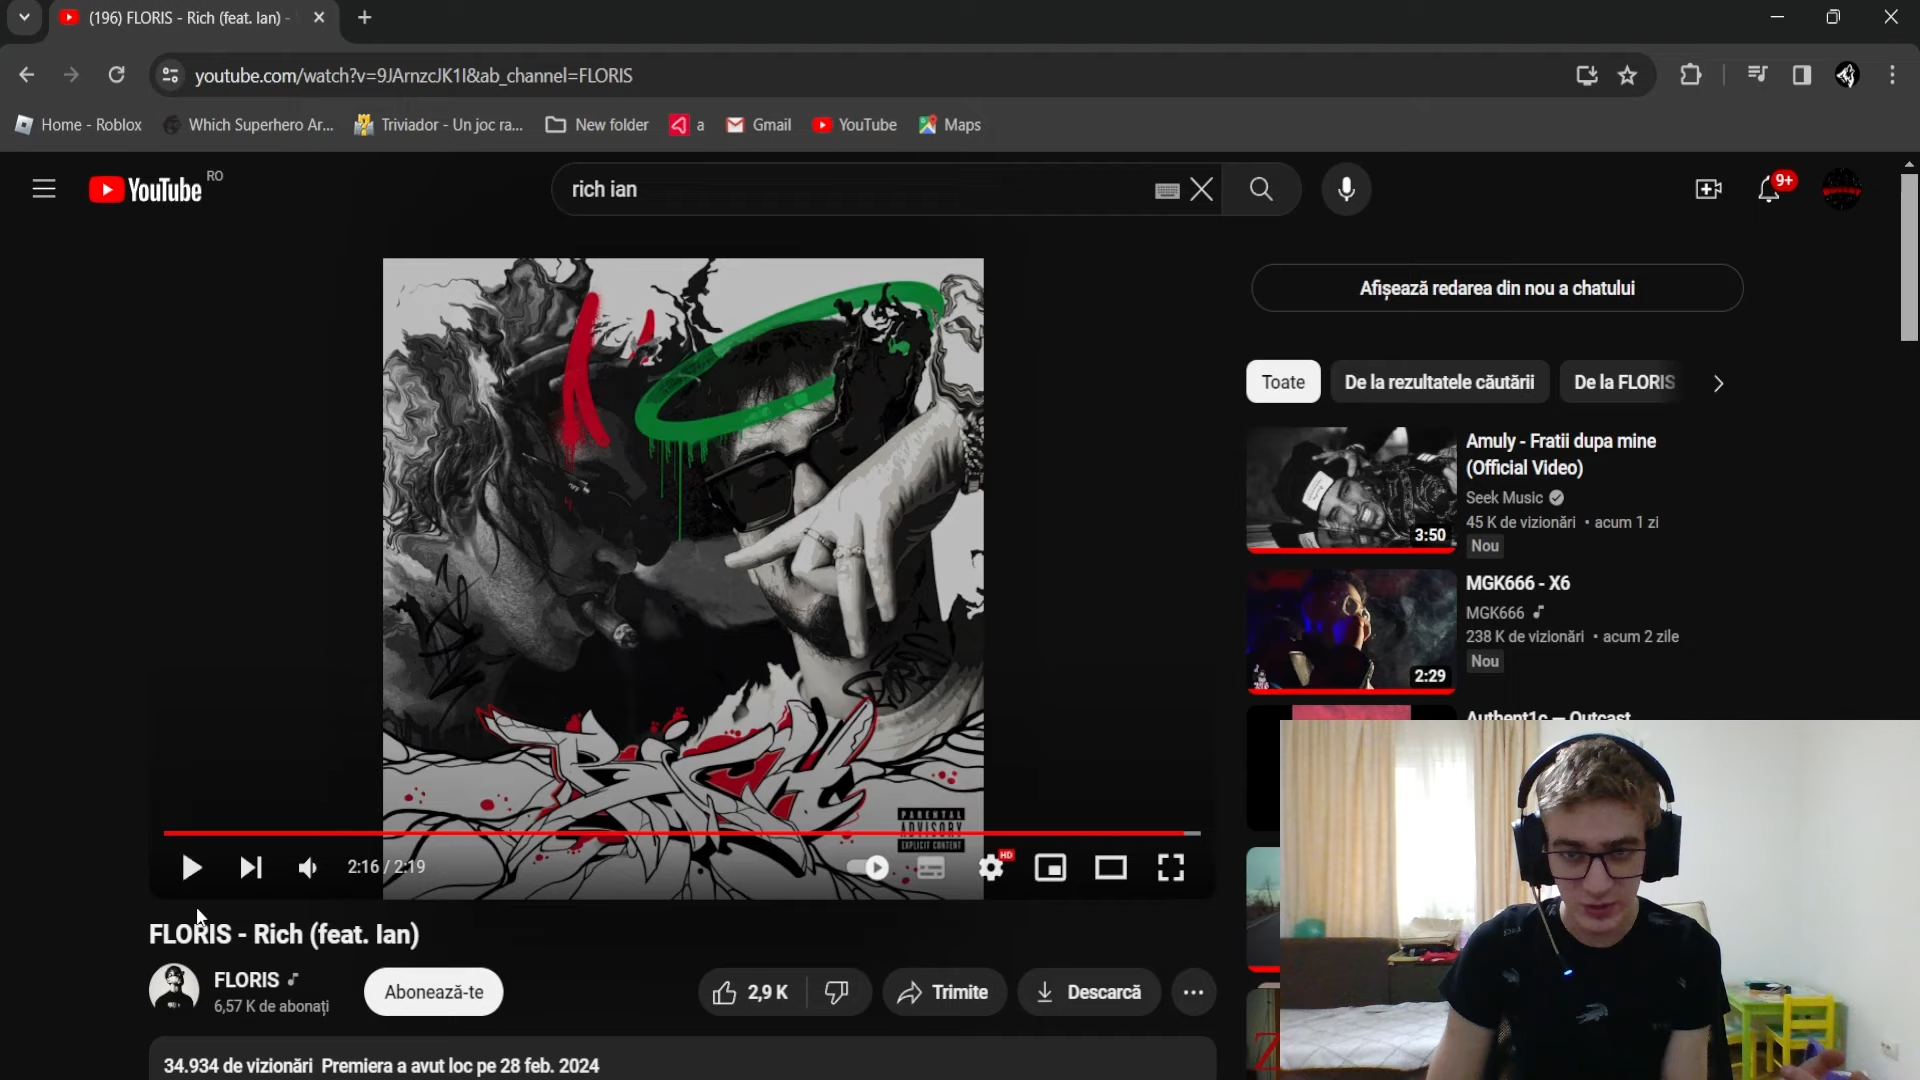 (196) FLORIS - Rich (feat. Ian) -
youtube.com/watch?v=9JArnzcJK1I&ab_channel=FLORIS
Home - Roblox
Which Superhero Ar...
Triviador - Un joc ra...
New folder
a
Gmail
YouTube
Maps
YouTube RO
rich ian
9+
Afișează redarea din nou a chatului
Toate
De la rezultatele căutării
De la FLORIS
Amuly - Fratii dupa mine
(Official Video)
Seek Music
45 K de vizionări • acum 1 zi
Nou
3:50
MGK666 - X6
MGK666
238 K de vizionări • acum 2 zile
Nou
2:29
Authent1c — Outcast
RICH
PARENTAL
ADVISORY
EXPLICIT CONTENT
2:16 / 2:19
HD
FLORIS - Rich (feat. Ian)
FLORIS
6,57 K de abonați
Abonează-te
2,9 K
Trimite
Descarcă
34.934 de vizionări Premiera a avut loc pe 28 feb. 2024